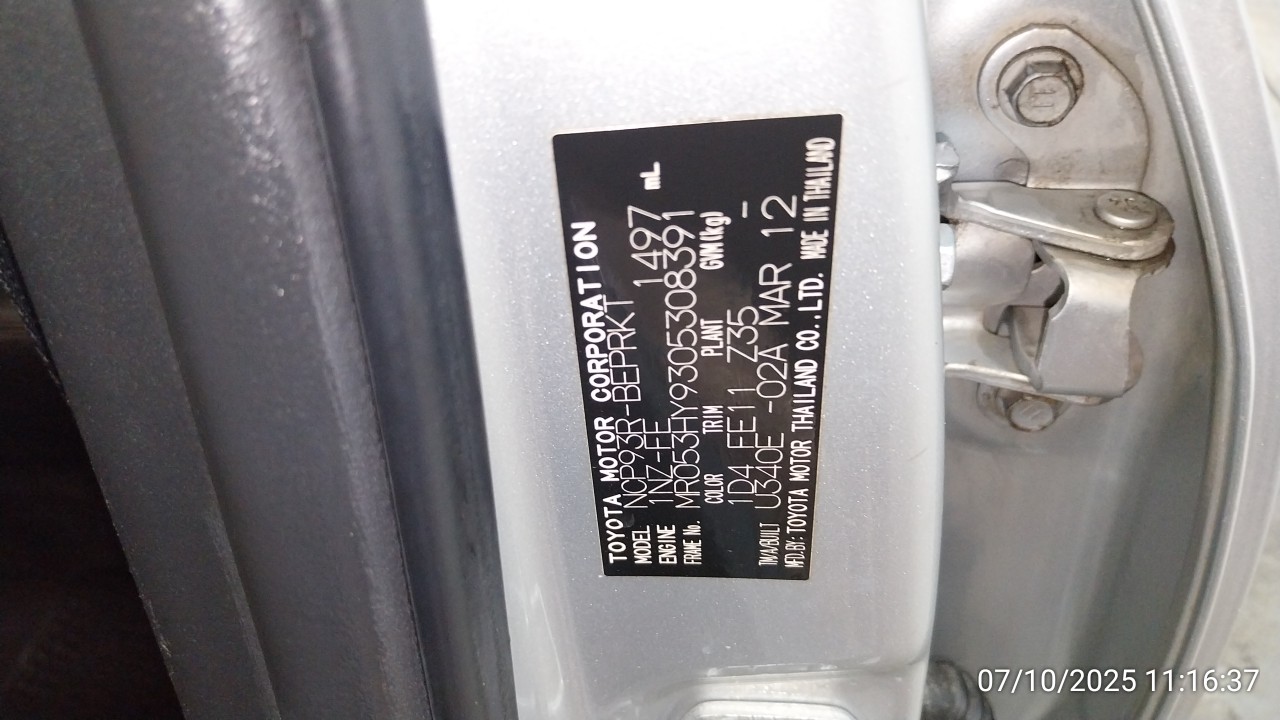 TOYOTA MOTOR CORPORATION
MODEL NCP93R-BEPRKT
ENGINE 1NZ-FE 1497 mL
FRAME No. MR053HY9305308391
COLOR TRIM PLANT GVM(kg)
1D4 FE11 Z35 -
TM/A/BUILT U340E -02A MAR 12
MFD.BY:TOYOTA MOTOR THAILAND CO.,LTD. MADE IN THAILAND
07/10/2025 11:16:37